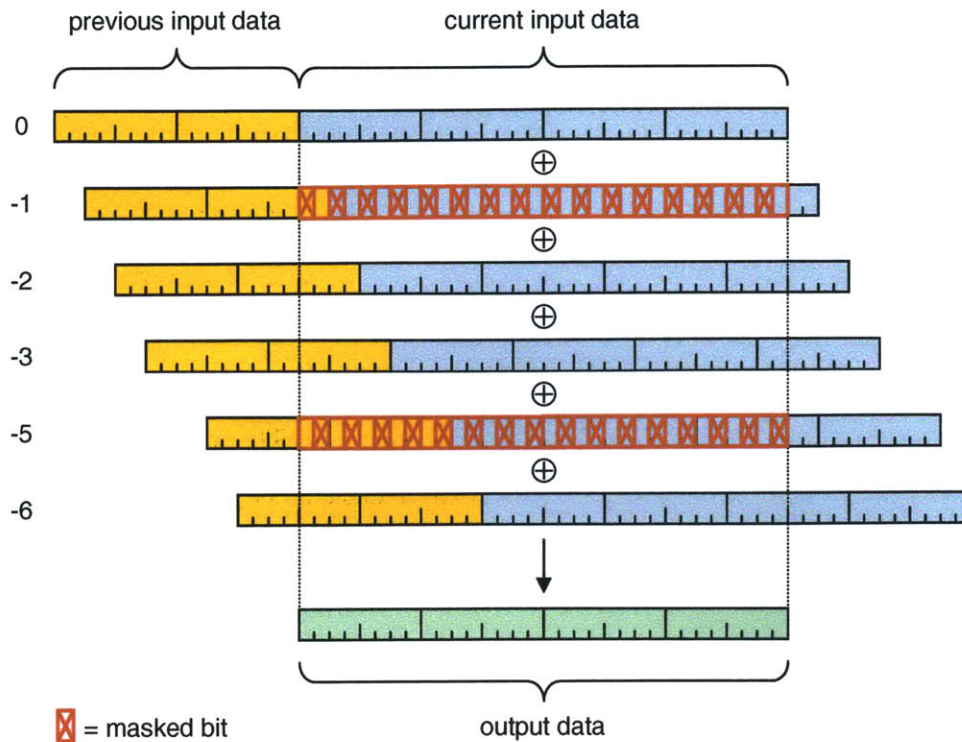 previous input data
current input data
0
-1
-2
-3
-5
-6
= masked bit
output data